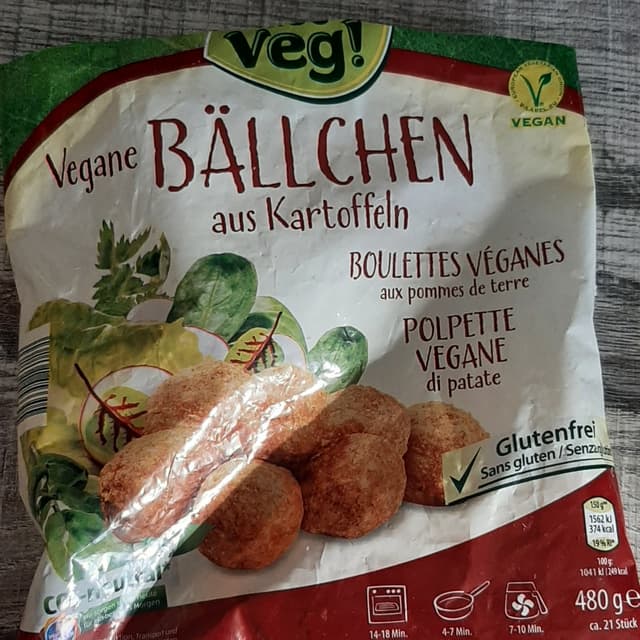 Veg!
VEGAN
Vegane BÄLLCHEN
aus Kartoffeln
BOULETTES VÉGANES
aux pommes de terre
POLPETTE
VEGANE
di patate
Glutenfrei
Sans gluten / Senza
150 g**
1562 kJ
374 kcal
19%
100g:
1041 kJ | 249 kcal
14-18 Min.
4-7 Min.
7-10 Min.
480 g e
ca. 21 Stück